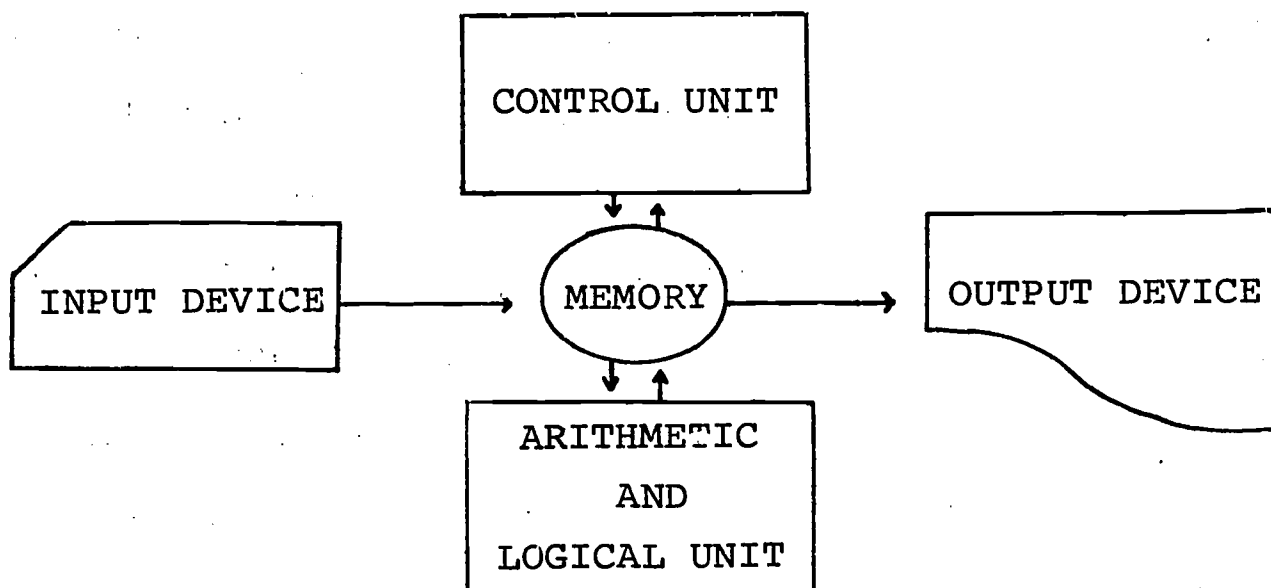 CONTROL UNIT
INPUT DEVICE
MEMORY
OUTPUT DEVICE
ARITHMETIC
AND
LOGICAL UNIT